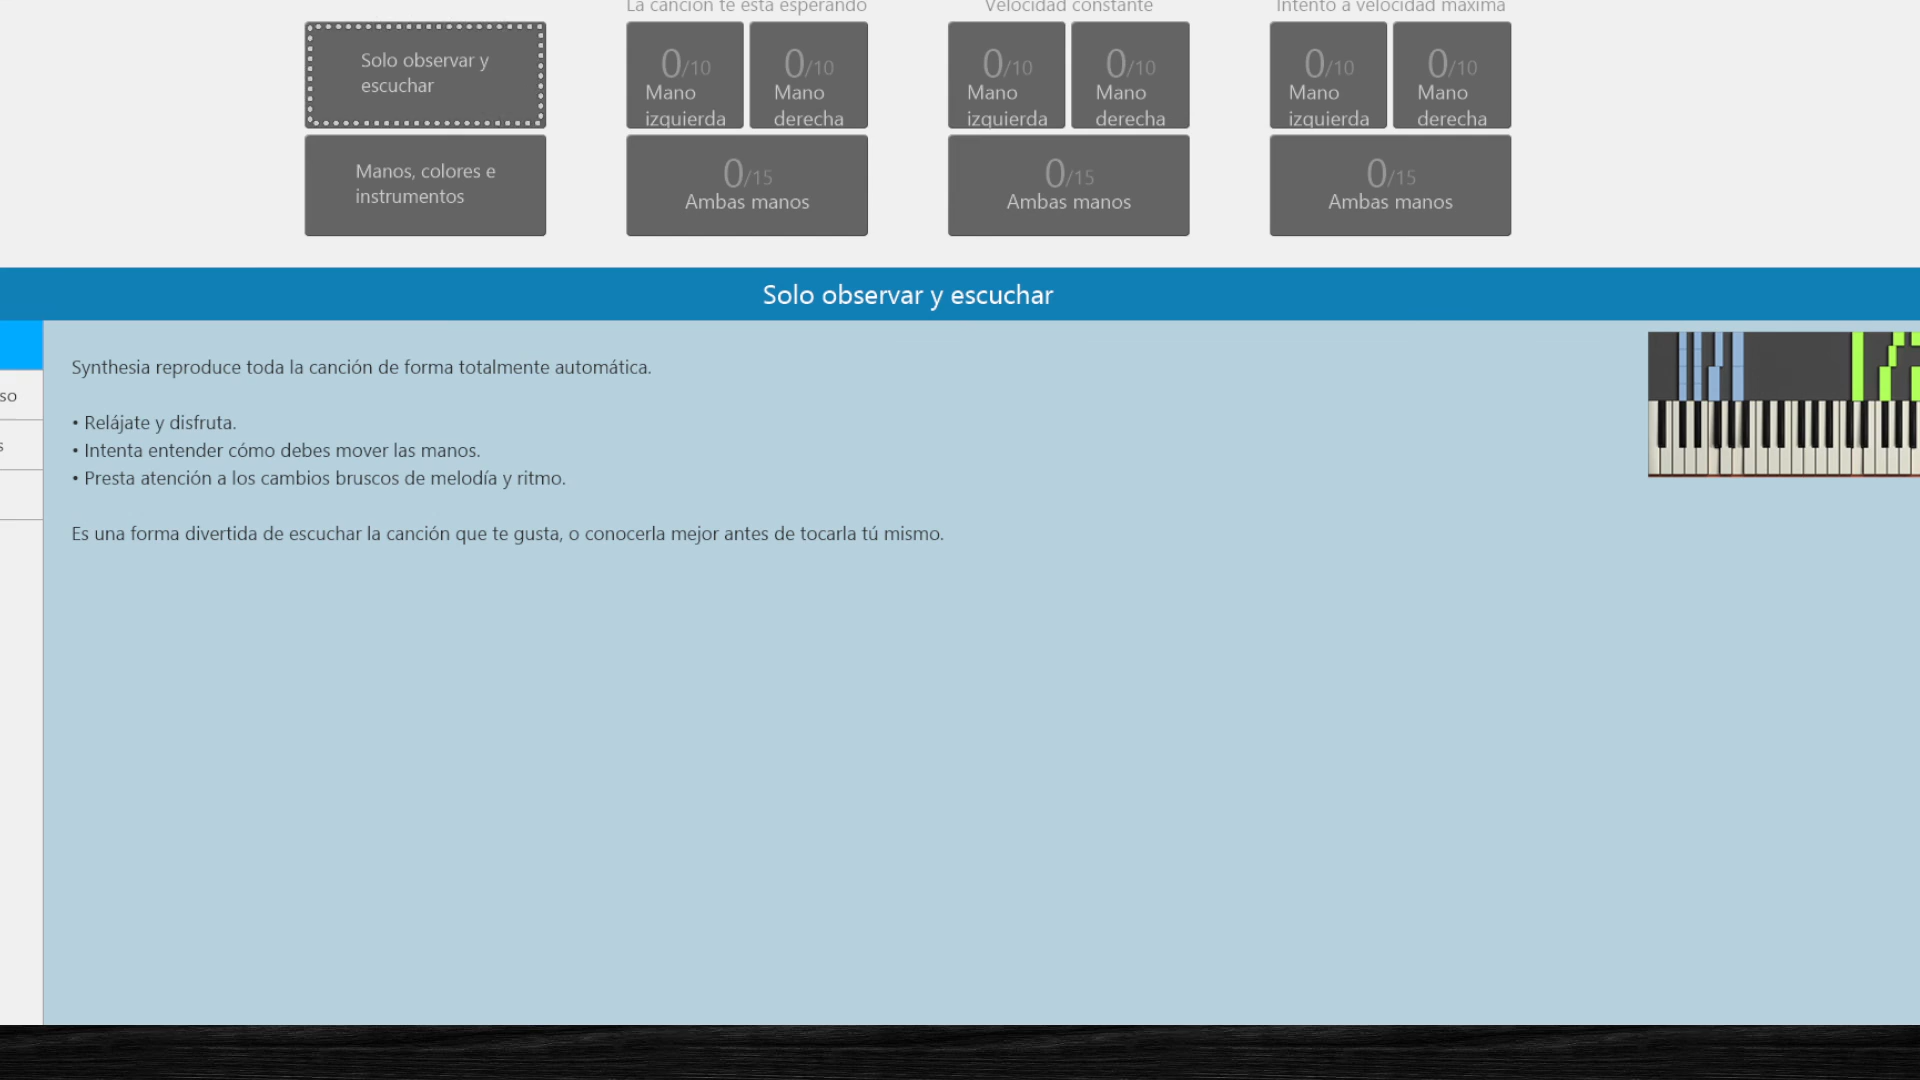 La canción te está esperando
Velocidad constante
Intento a velocidad máxima
Solo observar y
escuchar
0/10
Mano
izquierda
0/10
Mano
derecha
0/10
Mano
izquierda
0/10
Mano
derecha
0/10
Mano
izquierda
0/10
Mano
derecha
Manos, colores e
instrumentos
0/15
Ambas manos
0/15
Ambas manos
0/15
Ambas manos
Solo observar y escuchar
so
s
Synthesia reproduce toda la canción de forma totalmente automática.
• Relájate y disfruta.
• Intenta entender cómo debes mover las manos.
• Presta atención a los cambios bruscos de melodía y ritmo.
Es una forma divertida de escuchar la canción que te gusta, o conocerla mejor antes de tocarla tú mismo.